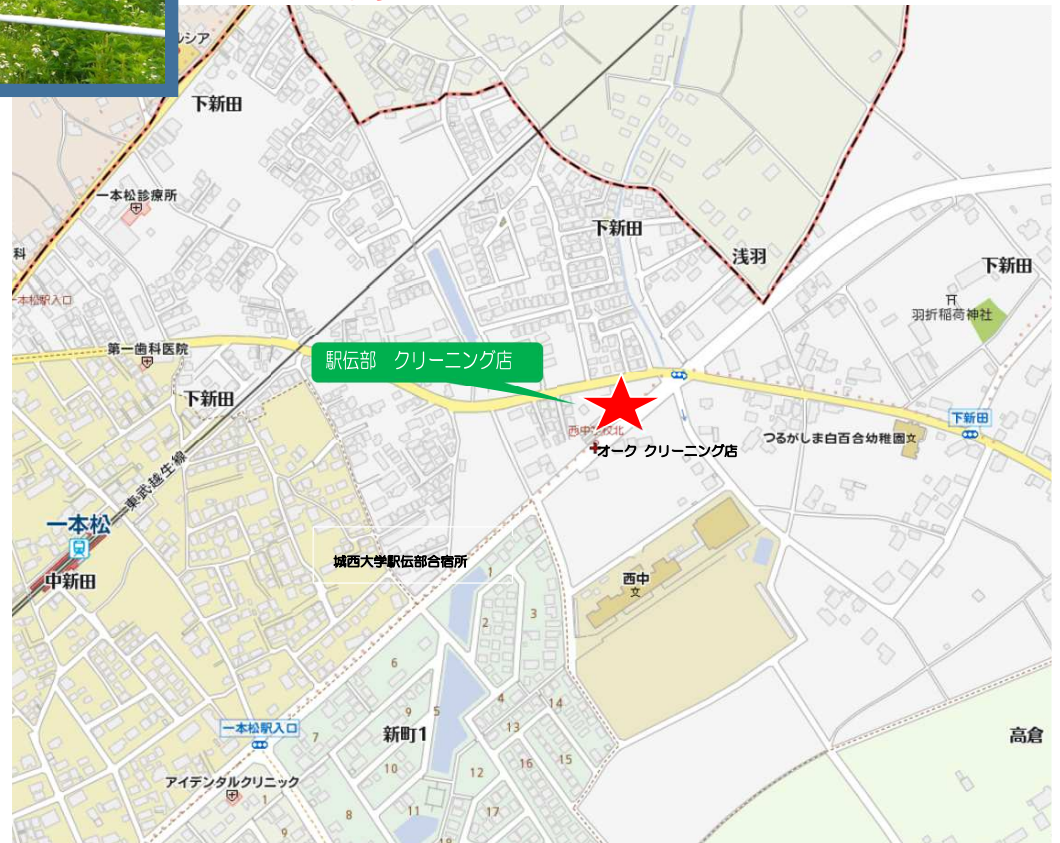 ルシア
下新田
一本松診療所
科
一本松駅入口
下新田
浅羽
下新田
羽折稲荷神社
第一歯科医院
駅伝部　クリーニング店
下新田
下新田
西中学校北
オーク クリーニング店
つるがしま白百合幼稚園
文
東武越生線
一本松
中新田
城西大学駅伝部合宿所
西中
文
1
2
3
6
4
9
5
14
7
新町1
13
一本松駅入口
高倉
10
12
16
15
アイデンタルクリニック
1
8
11
17
9
18